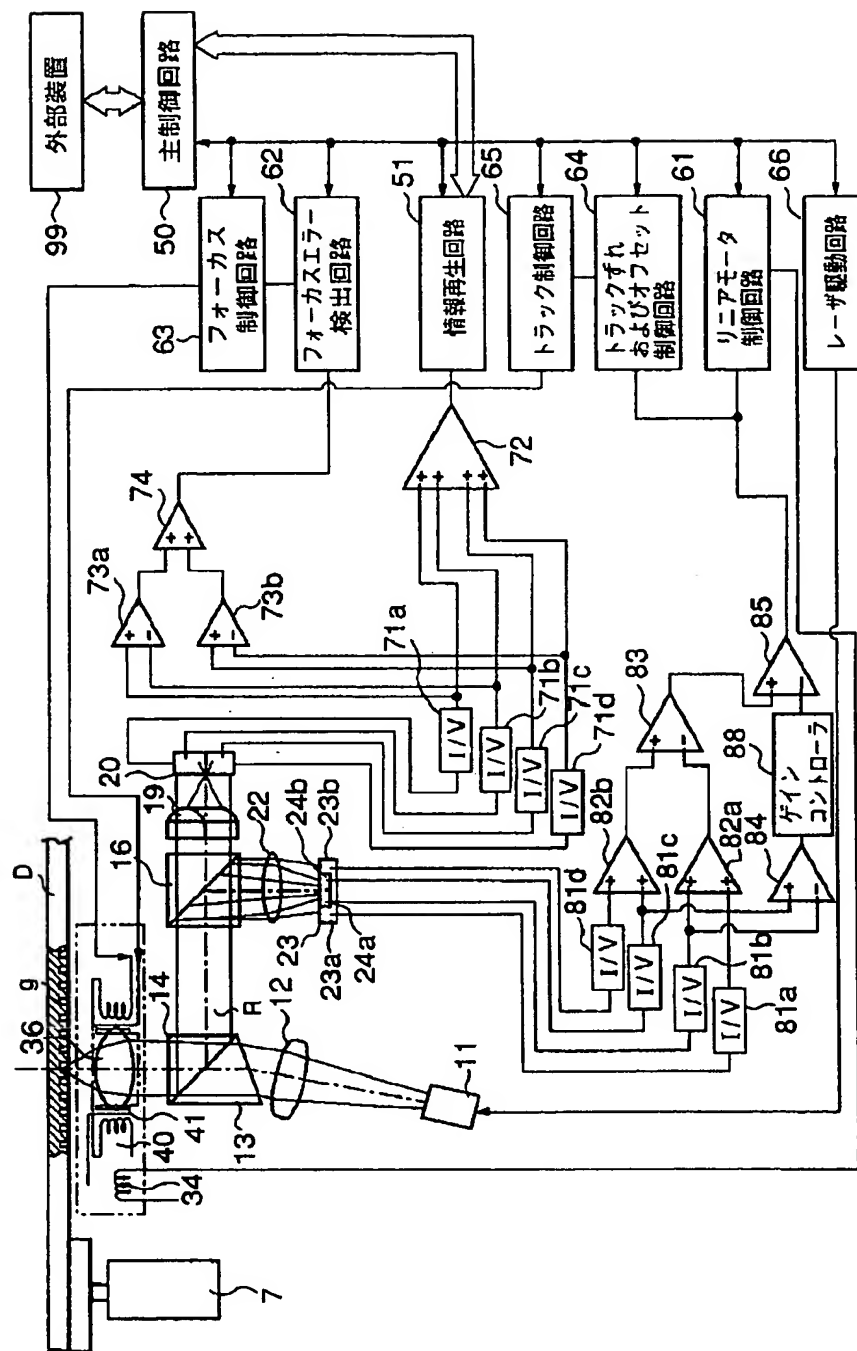 外部装置
99
主制御回路
50
フォーカス
制御回路
63
フォーカスエラー
検出回路
62
情報再生回路
51
トラック制御回路
65
トラックずれ
およびオフセット
制御回路
64
リニアモータ
制御回路
61
レーザ駆動回路
66
74
+
+
73a
+
-
73b
+
-
72
+
+
+
+
71a
I/V
71b
I/V
71c
I/V
71d
I/V
85
+
-
83
+
-
88
ゲイン
コントローラ
84
+
-
82b
+
+
82a
+
+
81d
I/V
81c
I/V
81b
I/V
81a
I/V
20
19
16
22
24b
23b
23
23a
24a
D
g
36
14
R
12
13
11
41
40
34
7